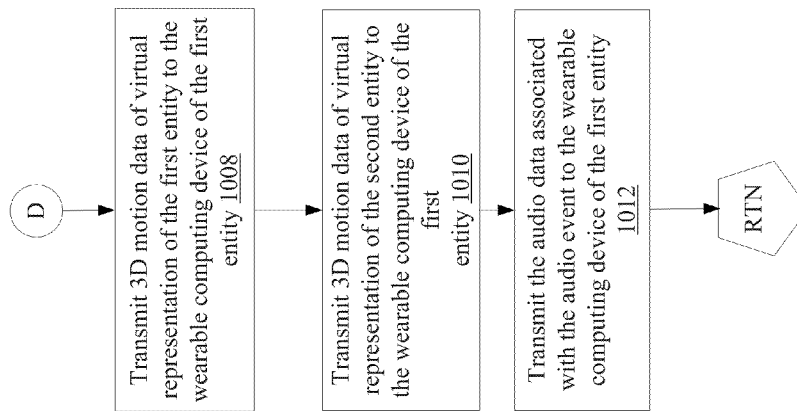 D
Transmit 3D motion data of virtual
representation of the first entity to the
wearable computing device of the first
entity 1008
Transmit 3D motion data of virtual
representation of the second entity to
the wearable computing device of the
first
entity 1010
Transmit the audio data associated
with the audio event to the wearable
computing device of the first entity
1012
RTN